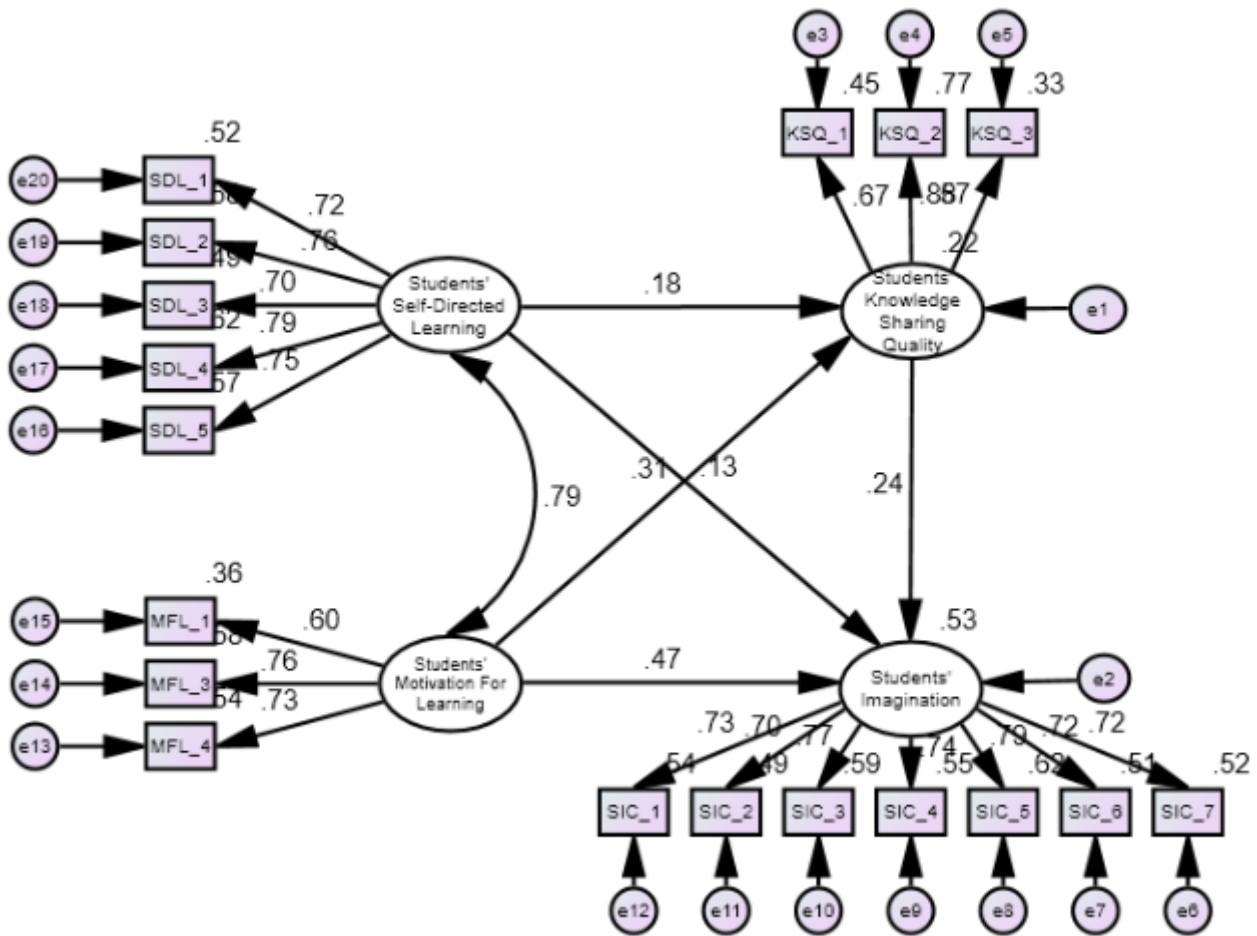 e3
e4
e5
.45
.77
.33
KSQ_1
KSQ_2
KSQ_3
.67
.22
.52
e20
SDL_1
.72
e19
SDL_2
.76
.49
e18
SDL_3
.70
.62
e17
SDL_4
.79
.57
e16
SDL_5
.75
Students'
Self-Directed
Learning
.18
Students'
Knowledge
Sharing
Quality
e1
.31
.13
.79
.24
.36
e15
MFL_1
.60
.58
e14
MFL_3
.76
.54
e13
MFL_4
.73
Students'
Motivation For
Learning
.47
.53
Students'
Imagination
e2
.73
.70
.77
.74
.79
.72
.72
.54
.49
.59
.55
.62
.51
.52
SIC_1
SIC_2
SIC_3
SIC_4
SIC_5
SIC_6
SIC_7
e12
e11
e10
e9
e8
e7
e6